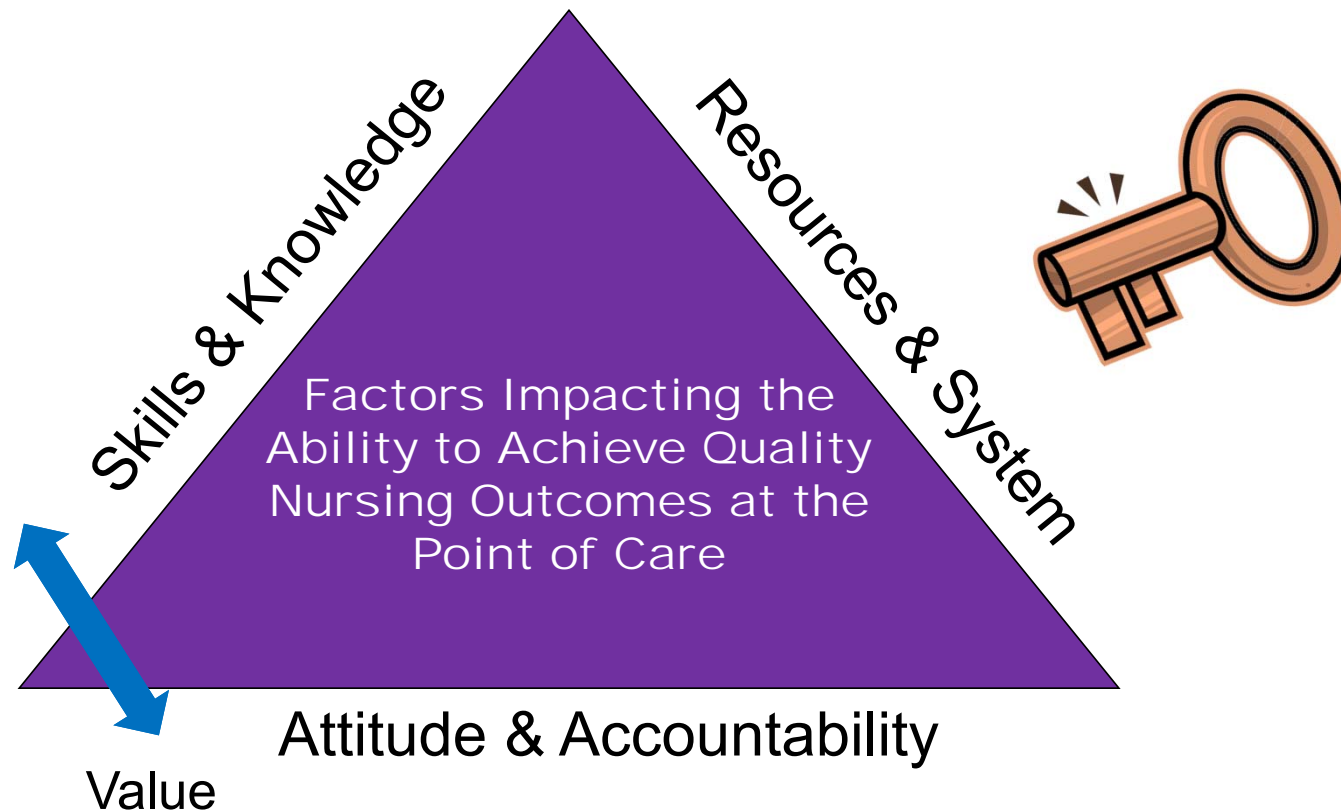 Skills & Knowledge
Resources & System
Factors Impacting the
Ability to Achieve Quality
Nursing Outcomes at the
Point of Care
Attitude & Accountability
Value